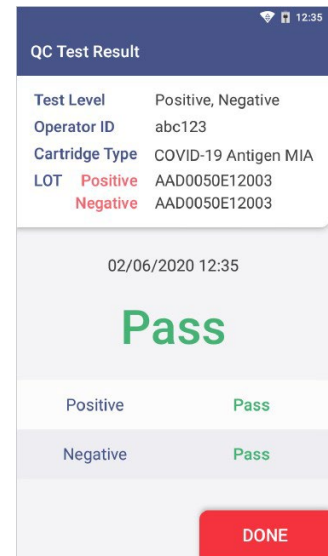 12:35
QC Test Result
Test Level Positive, Negative
Operator ID abc123
Cartridge Type COVID-19 Antigen MIA
LOT Positive AAD0050E12003
Negative AAD0050E12003
02/06/2020 12:35
Pass
Positive Pass
Negative Pass
DONE